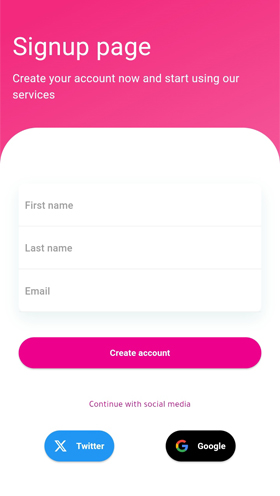 Signup page
Create your account now and start using our
services
First name
Last name
Email
Create account
Continue with social media
Twitter
Google